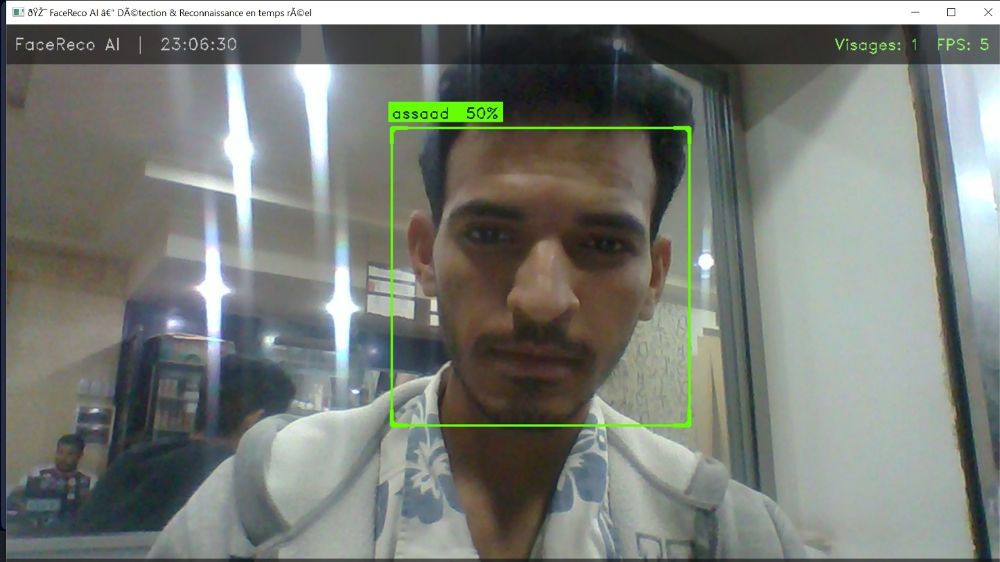 ðŸŽ¯ FaceReco AI â€” DÃ©tection & Reconnaissance en temps rÃ©el
FaceReco AI | 23:06:30
Visages: 1 FPS: 5
assaad 50%